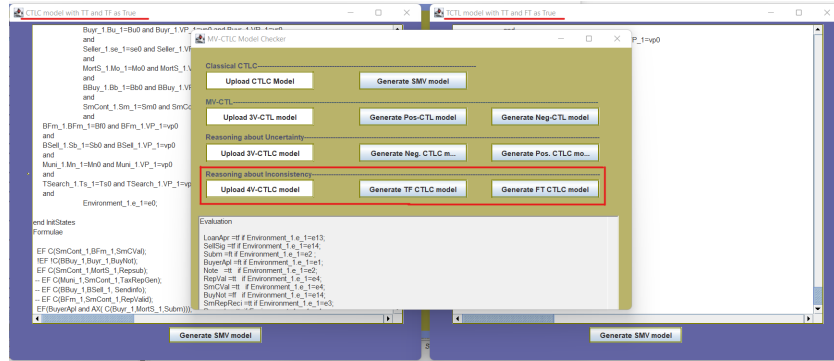 CTLC model with TT and TF as True
Buyr_1.Bu_1=Bu0 and Buyr_1.VP_1=vp0 and Buyr_1.VP
and
Seller_1.se_1=se0 and Seller_1.VF
and
MortS_1.Mo_1=Mo0 and MortS_1.V
and
BBuy_1.Bb_1=Bb0 and BBuy_1.VF
and
SmCont_1.Sm_1=Sm0 and SmCo
and
BFm_1.BFm_1=Bf0 and BFm_1.VP_1=vp0
and
BSell_1.Sb_1=Sb0 and BSell_1.VP_1=vp0
and
Muni_1.Mn_1=Mn0 and Muni_1.VP_1=vp0
and
TSearch_1.Ts_1=Ts0 and TSearch_1.VP_1=vp
and
Environment_1.e_1=e0;
end InitStates
Formulae
EF C(SmCont_1,BFm_1,SmCVal);
!EF !C(BBuy_1,Buyr_1,BuyNot);
EF C(SmCont_1,MortS_1,Repsub);
-- EF C(Muni_1,SmCont_1,TaxRepGen);
-- EF C(BBuy_1,BSell_1, Sendinfo);
-- EF C(BFm_1,SmCont_1,RepValid);
EF(BuyerApl and AX( C(Buyr_1,MortS_1,Subm)));
Generate SMV model
MV-CTLC Model Checker
Classical CTLC
Upload CTLC Model
Generate SMV model
MV-CTL
Upload 3V-CTL model
Generate Pos-CTL model
Generate Neg-CTL model
Reasoning about Uncertainty
Upload 3V-CTLC model
Generate Neg. CTLC m...
Generate Pos. CTLC mo...
Reasoning about Inconsistency
Upload 4V-CTLC model
Generate TF CTLC model
Generate FT CTLC model
Evaluation
LoanApr =tf if Environment_1.e_1=e13;
SellSig =tf if Environment_1.e_1=e14;
Subm =ft if Environment_1.e_1=e2 ;
BuyerApl =ft if Environment_1.e_1=e1;
Note =tt if Environment_1.e_1=e2;
RepVal =tt if Environment_1.e_1=e4;
SmCVal =tt if Environment_1.e_1=e4;
BuyNot =ff if Environment_1.e_1=e14;
SmRepReci =tt if Environment_1.e_1=e3;
TCTL model with TT and FT as True
and
P_1=vp0
Generate SMV model